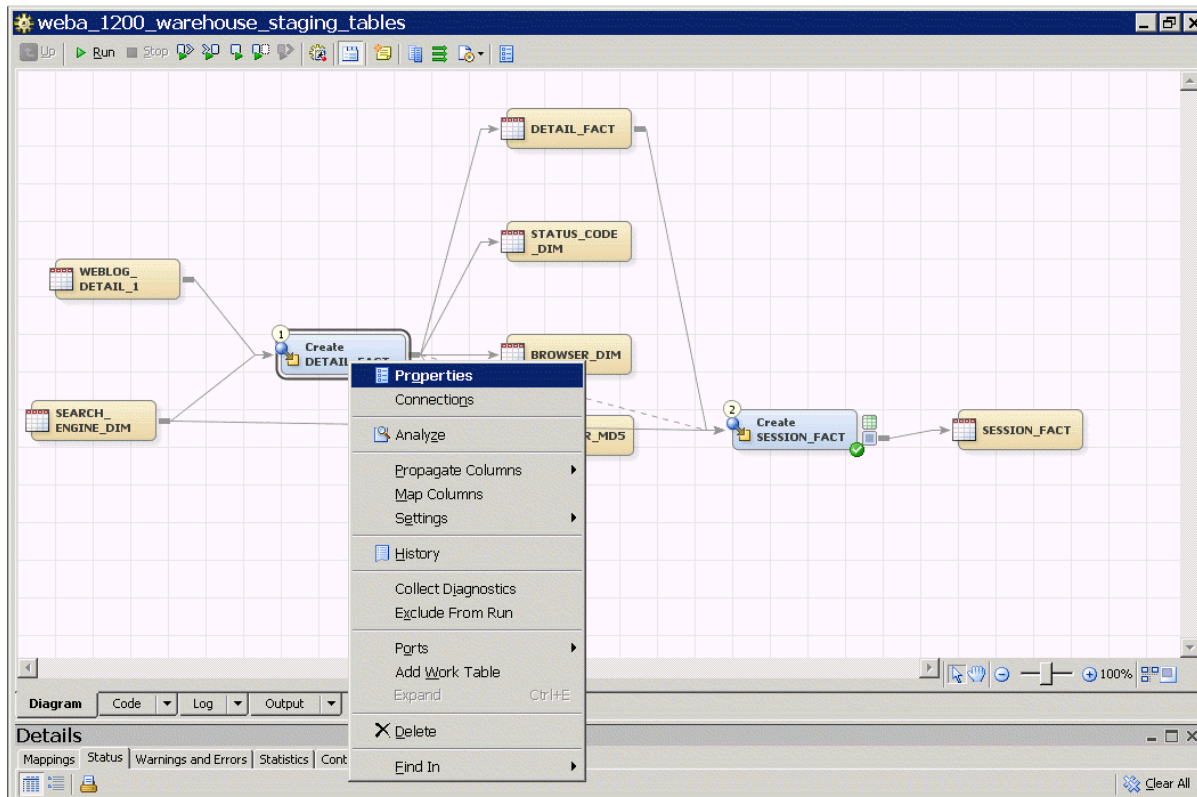 weba_1200_warehouse_staging_tables
Up Run Stop
DETAIL_FACT
STATUS_CODE
_DIM
WEBLOG_
DETAIL_1
1
Create
DETAIL_FACT
BROWSER_DIM
SEARCH_
ENGINE_DIM
R_MD5
2
Create
SESSION_FACT
SESSION_FACT
Properties
Connections
Analyze
Propagate Columns
Map Columns
Settings
History
Collect Diagnostics
Exclude From Run
Ports
Add Work Table
Expand Ctrl+E
Delete
Find In
100%
Diagram Code Log Output
Details
Mappings Status Warnings and Errors Statistics Cont
Clear All